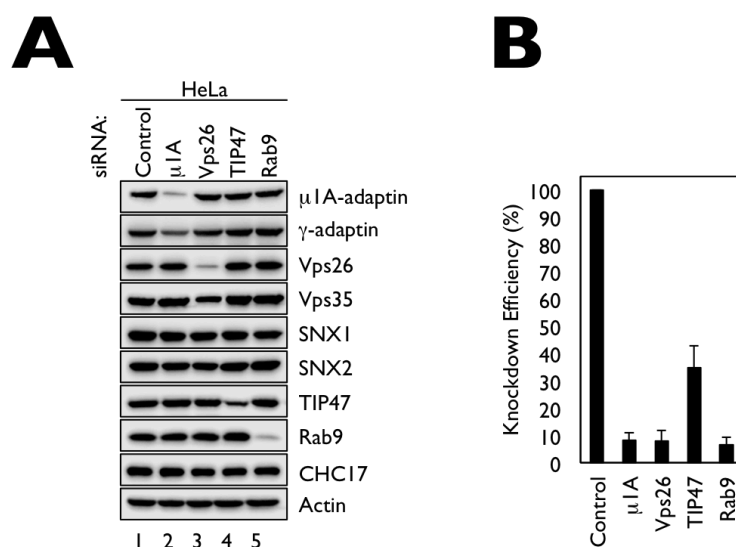 A
HeLa
siRNA:
Control
μ1A
Vps26
TIP47
Rab9
μ1A-adaptin
γ-adaptin
Vps26
Vps35
SNX1
SNX2
TIP47
Rab9
CHC17
Actin
1 2 3 4 5
B
Knockdown Efficiency (%)
100
90
80
70
60
50
40
30
20
10
0
Control
μ1A
Vps26
TIP47
Rab9